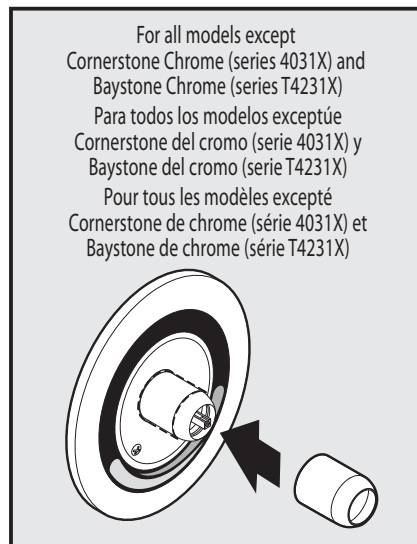 For all models except
Cornerstone Chrome (series 4031X) and
Baystone Chrome (series T4231X)
Para todos los modelos exceptúe
Cornerstone del cromo (serie 4031X) y
Baystone del cromo (serie T4231X)
Pour tous les modèles excepté
Cornerstone de chrome (série 4031X) et
Baystone de chrome (série T4231X)